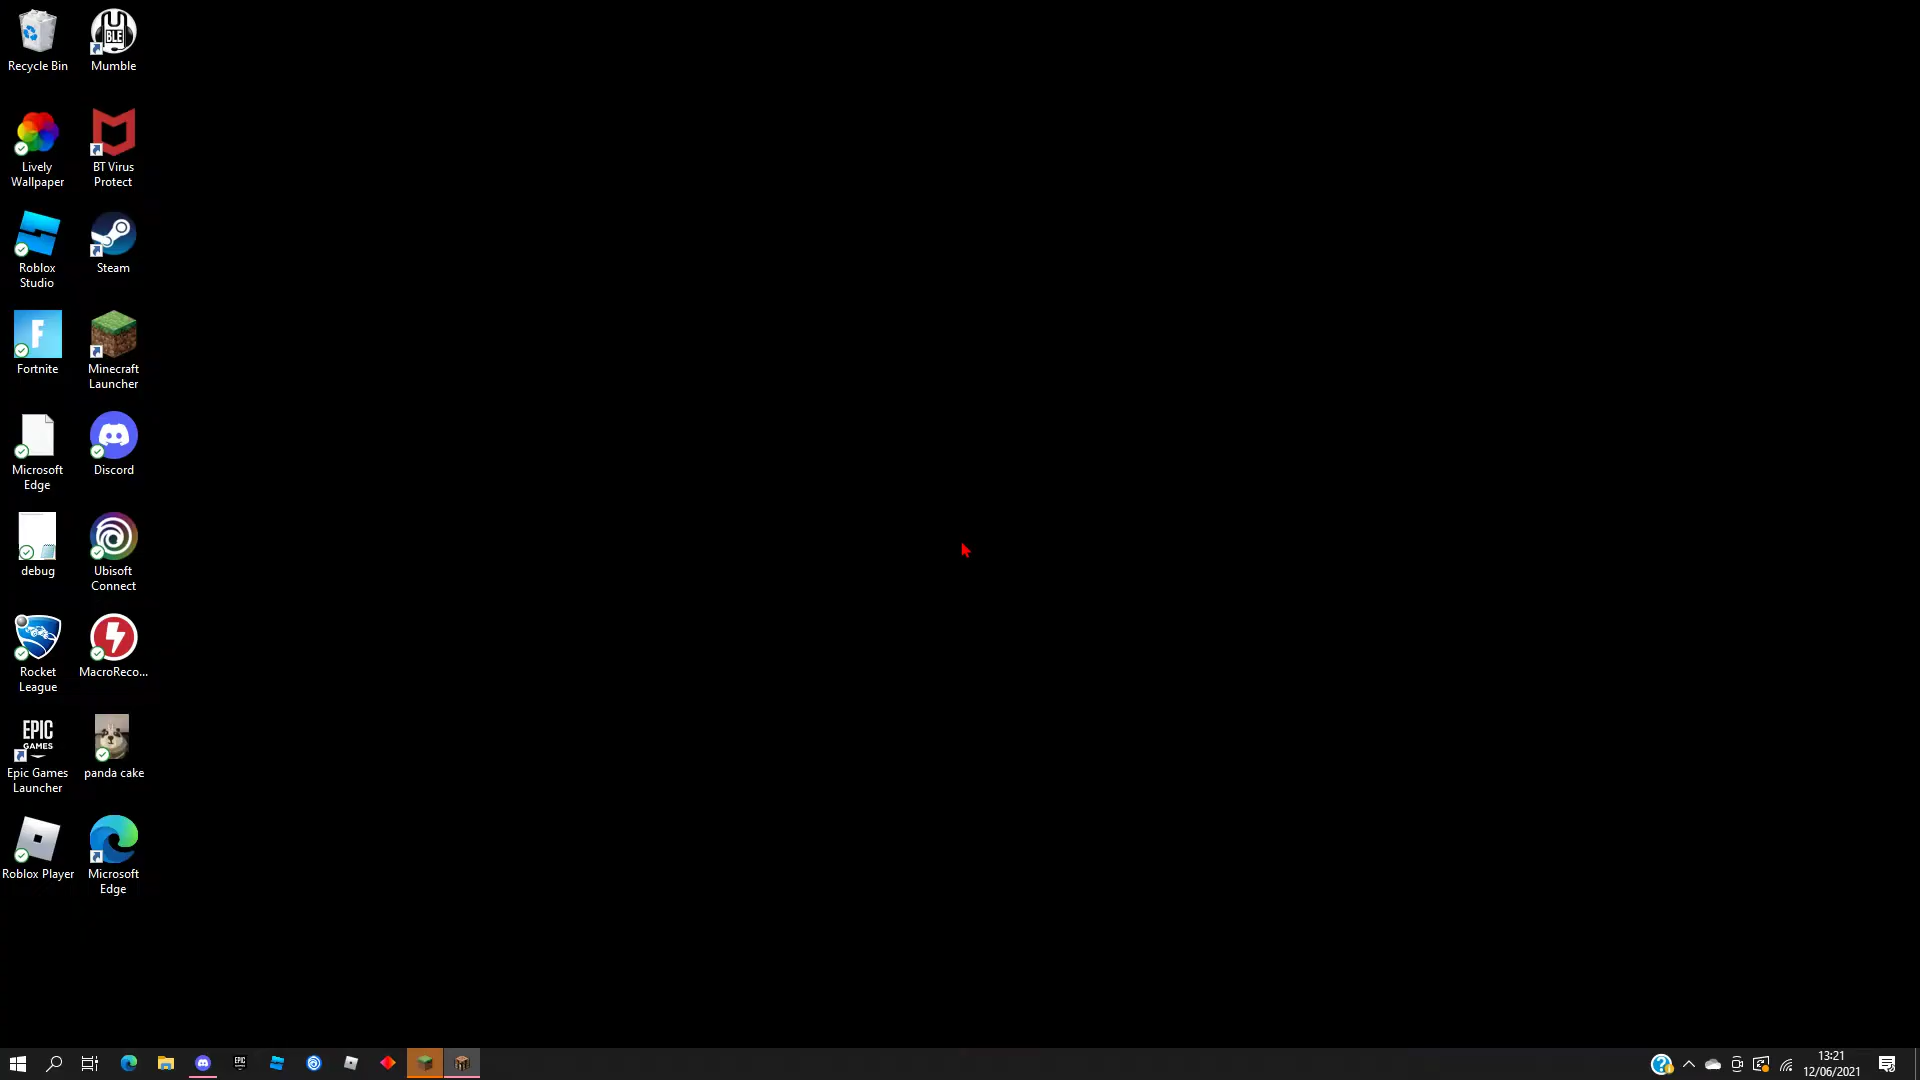 Recycle Bin
Mumble
Lively
Wallpaper
BT Virus
Protect
Roblox
Studio
Steam
Fortnite
Minecraft
Launcher
Microsoft
Edge
Discord
debug
Ubisoft
Connect
Rocket
League
MacroReco...
EPIC
GAMES
Epic Games
Launcher
panda cake
Roblox Player
Microsoft
Edge
13:21
12/06/2021